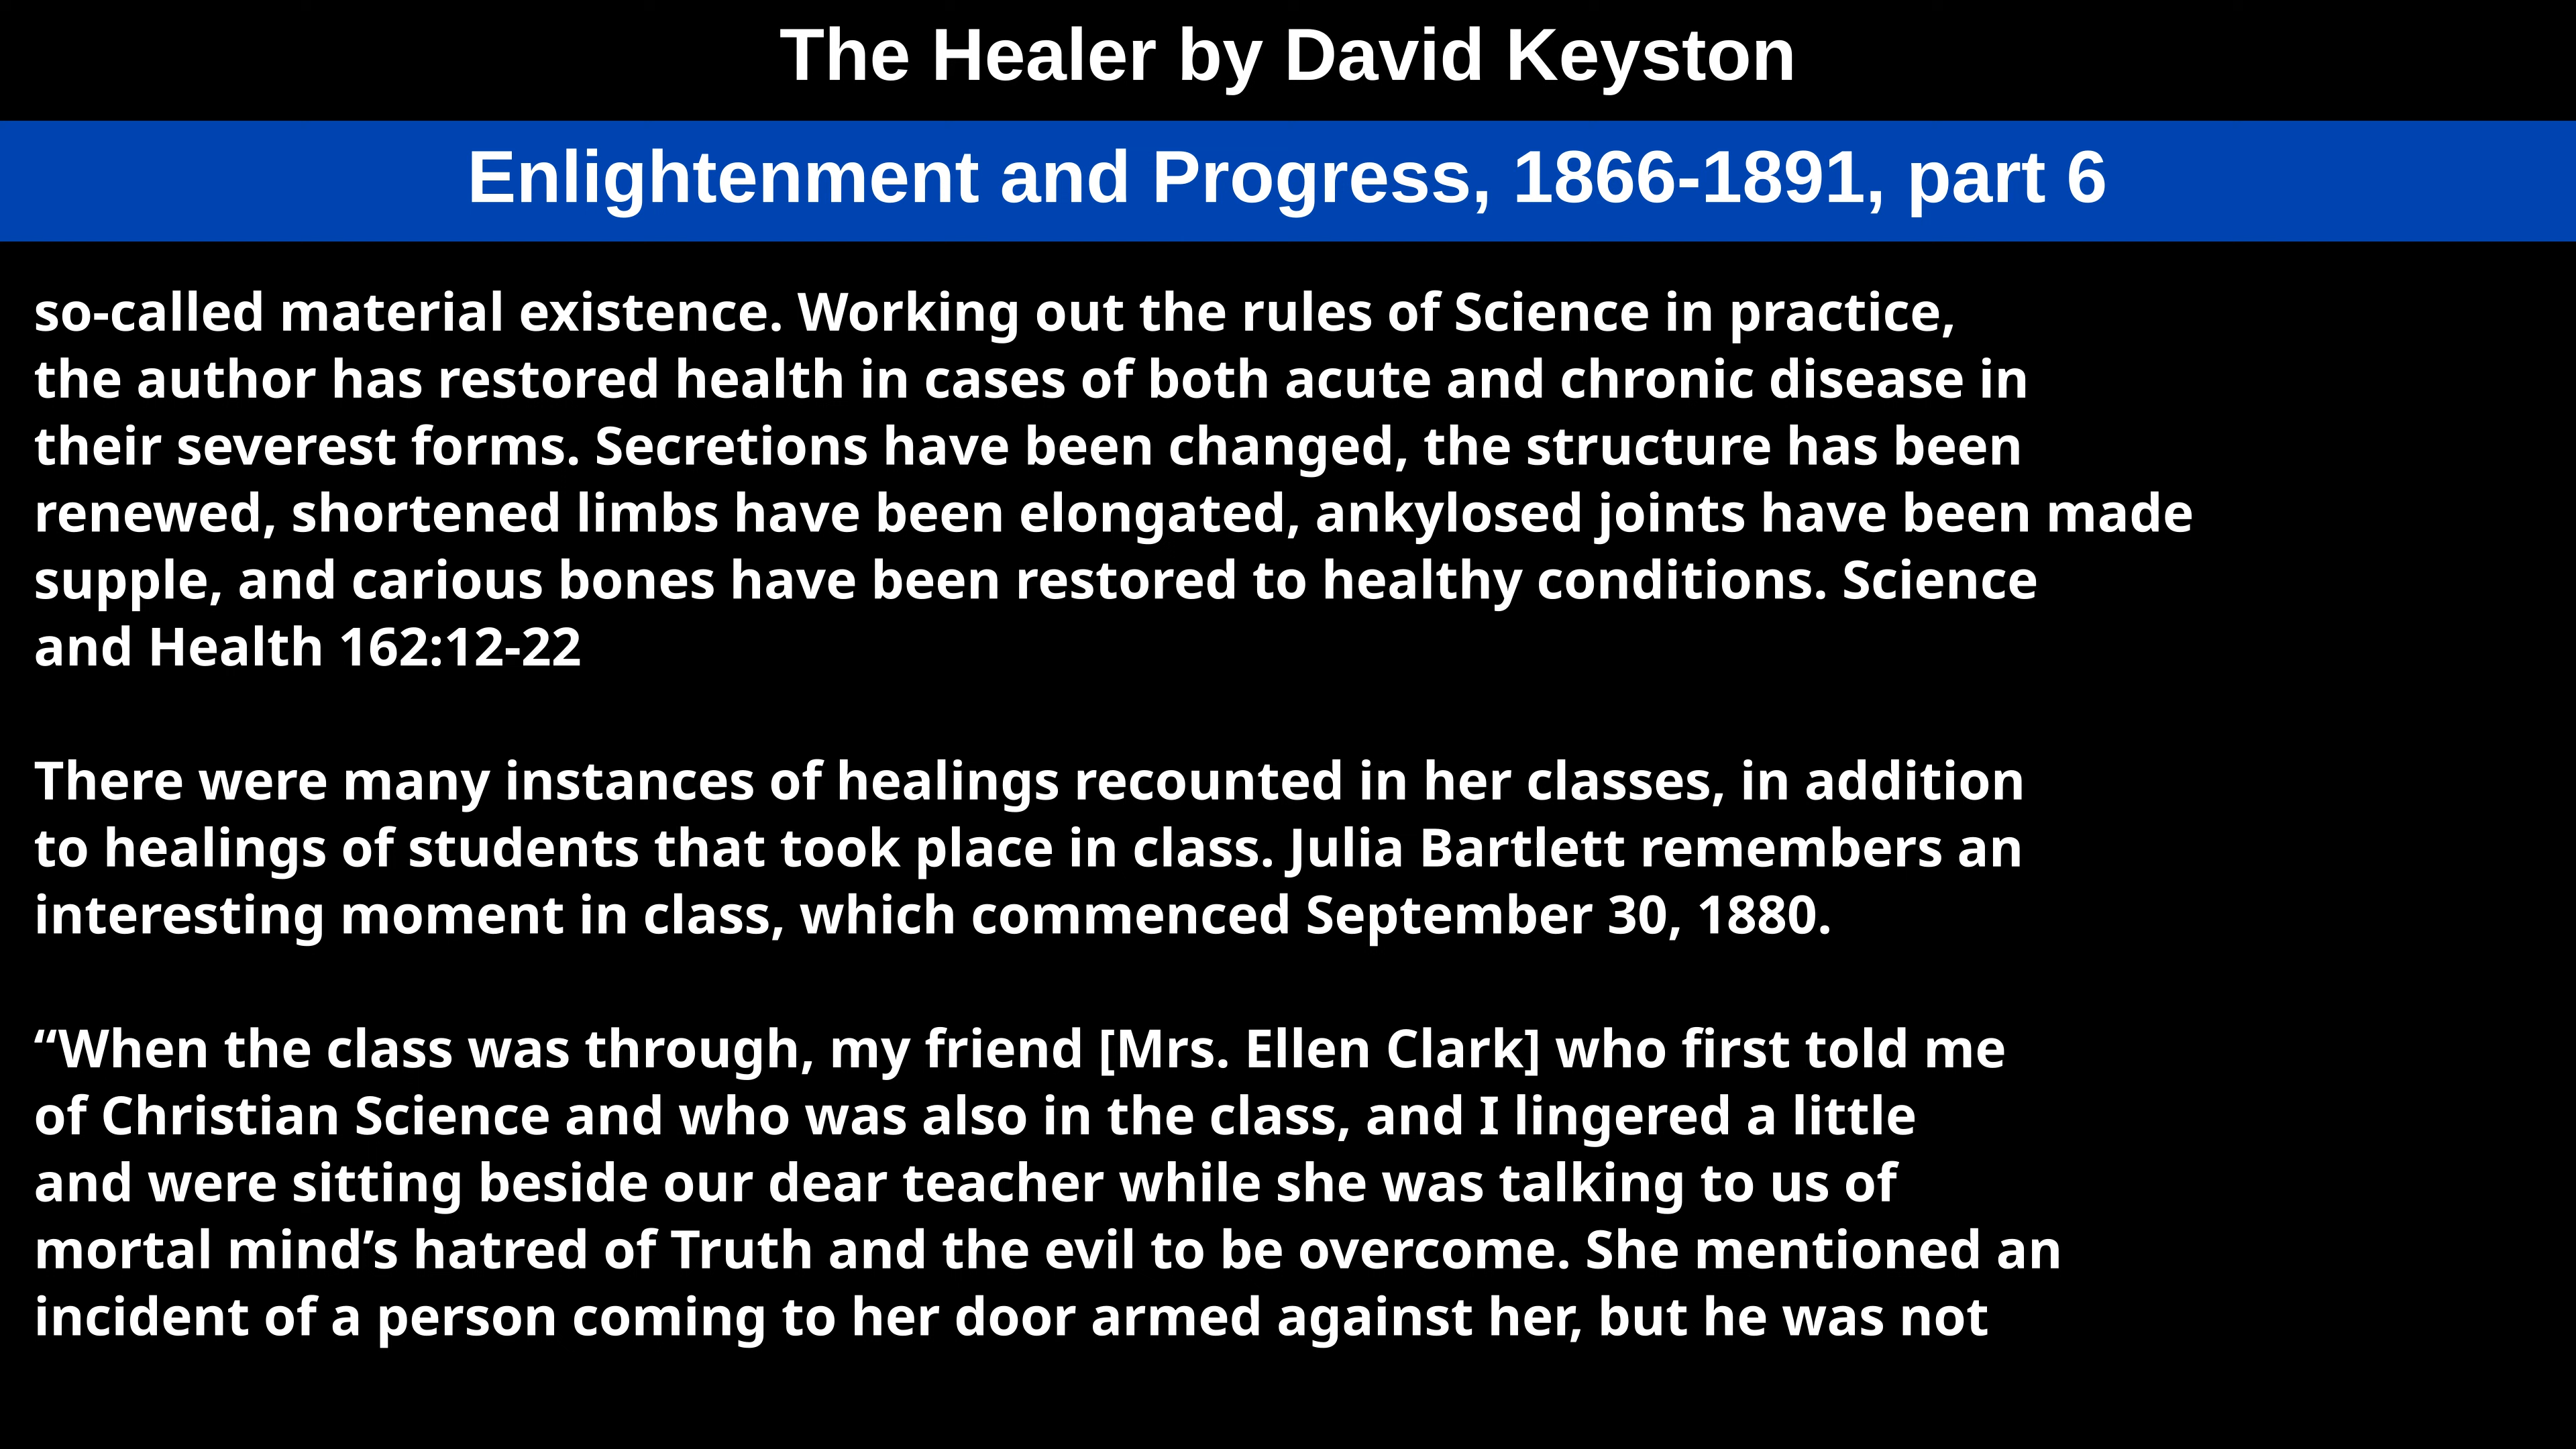 The Healer by David Keyston
Enlightenment and Progress, 1866-1891, part 6
so-called material existence. Working out the rules of Science in practice,
the author has restored health in cases of both acute and chronic disease in
their severest forms. Secretions have been changed, the structure has been
renewed, shortened limbs have been elongated, ankylosed joints have been made
supple, and carious bones have been restored to healthy conditions. Science
and Health 162:12-22
There were many instances of healings recounted in her classes, in addition
to healings of students that took place in class. Julia Bartlett remembers an
interesting moment in class, which commenced September 30, 1880.
“When the class was through, my friend [Mrs. Ellen Clark] who first told me
of Christian Science and who was also in the class, and I lingered a little
and were sitting beside our dear teacher while she was talking to us of
mortal mind’s hatred of Truth and the evil to be overcome. She mentioned an
incident of a person coming to her door armed against her, but he was not